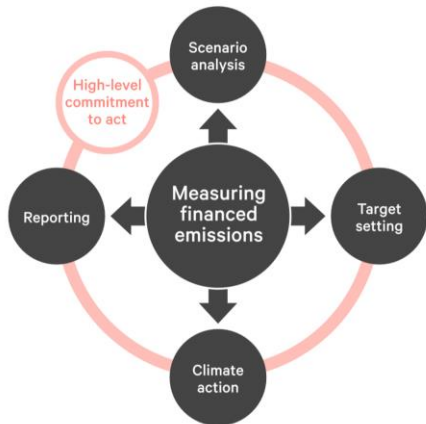 Scenario
analysis
High-level
commitment
to act
Reporting
Measuring
financed
emissions
Target
setting
Climate
action